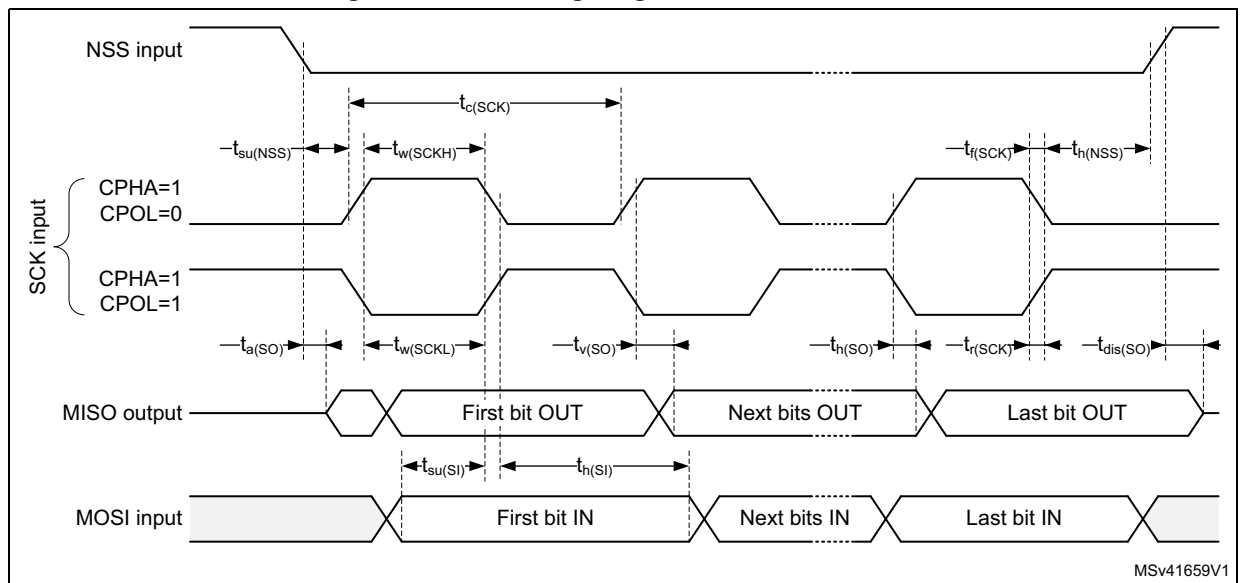 NSS input
tc(SCK)
tsu(NSS) tw(SCKH) tf(SCK) th(NSS)
SCK input
CPHA=1
CPOL=0
CPHA=1
CPOL=1
ta(SO) tw(SCKL) tv(SO) th(SO) tr(SCK) tdis(SO)
MISO output First bit OUT Next bits OUT Last bit OUT
tsu(SI) th(SI)
MOSI input First bit IN Next bits IN Last bit IN
MSv41659V1